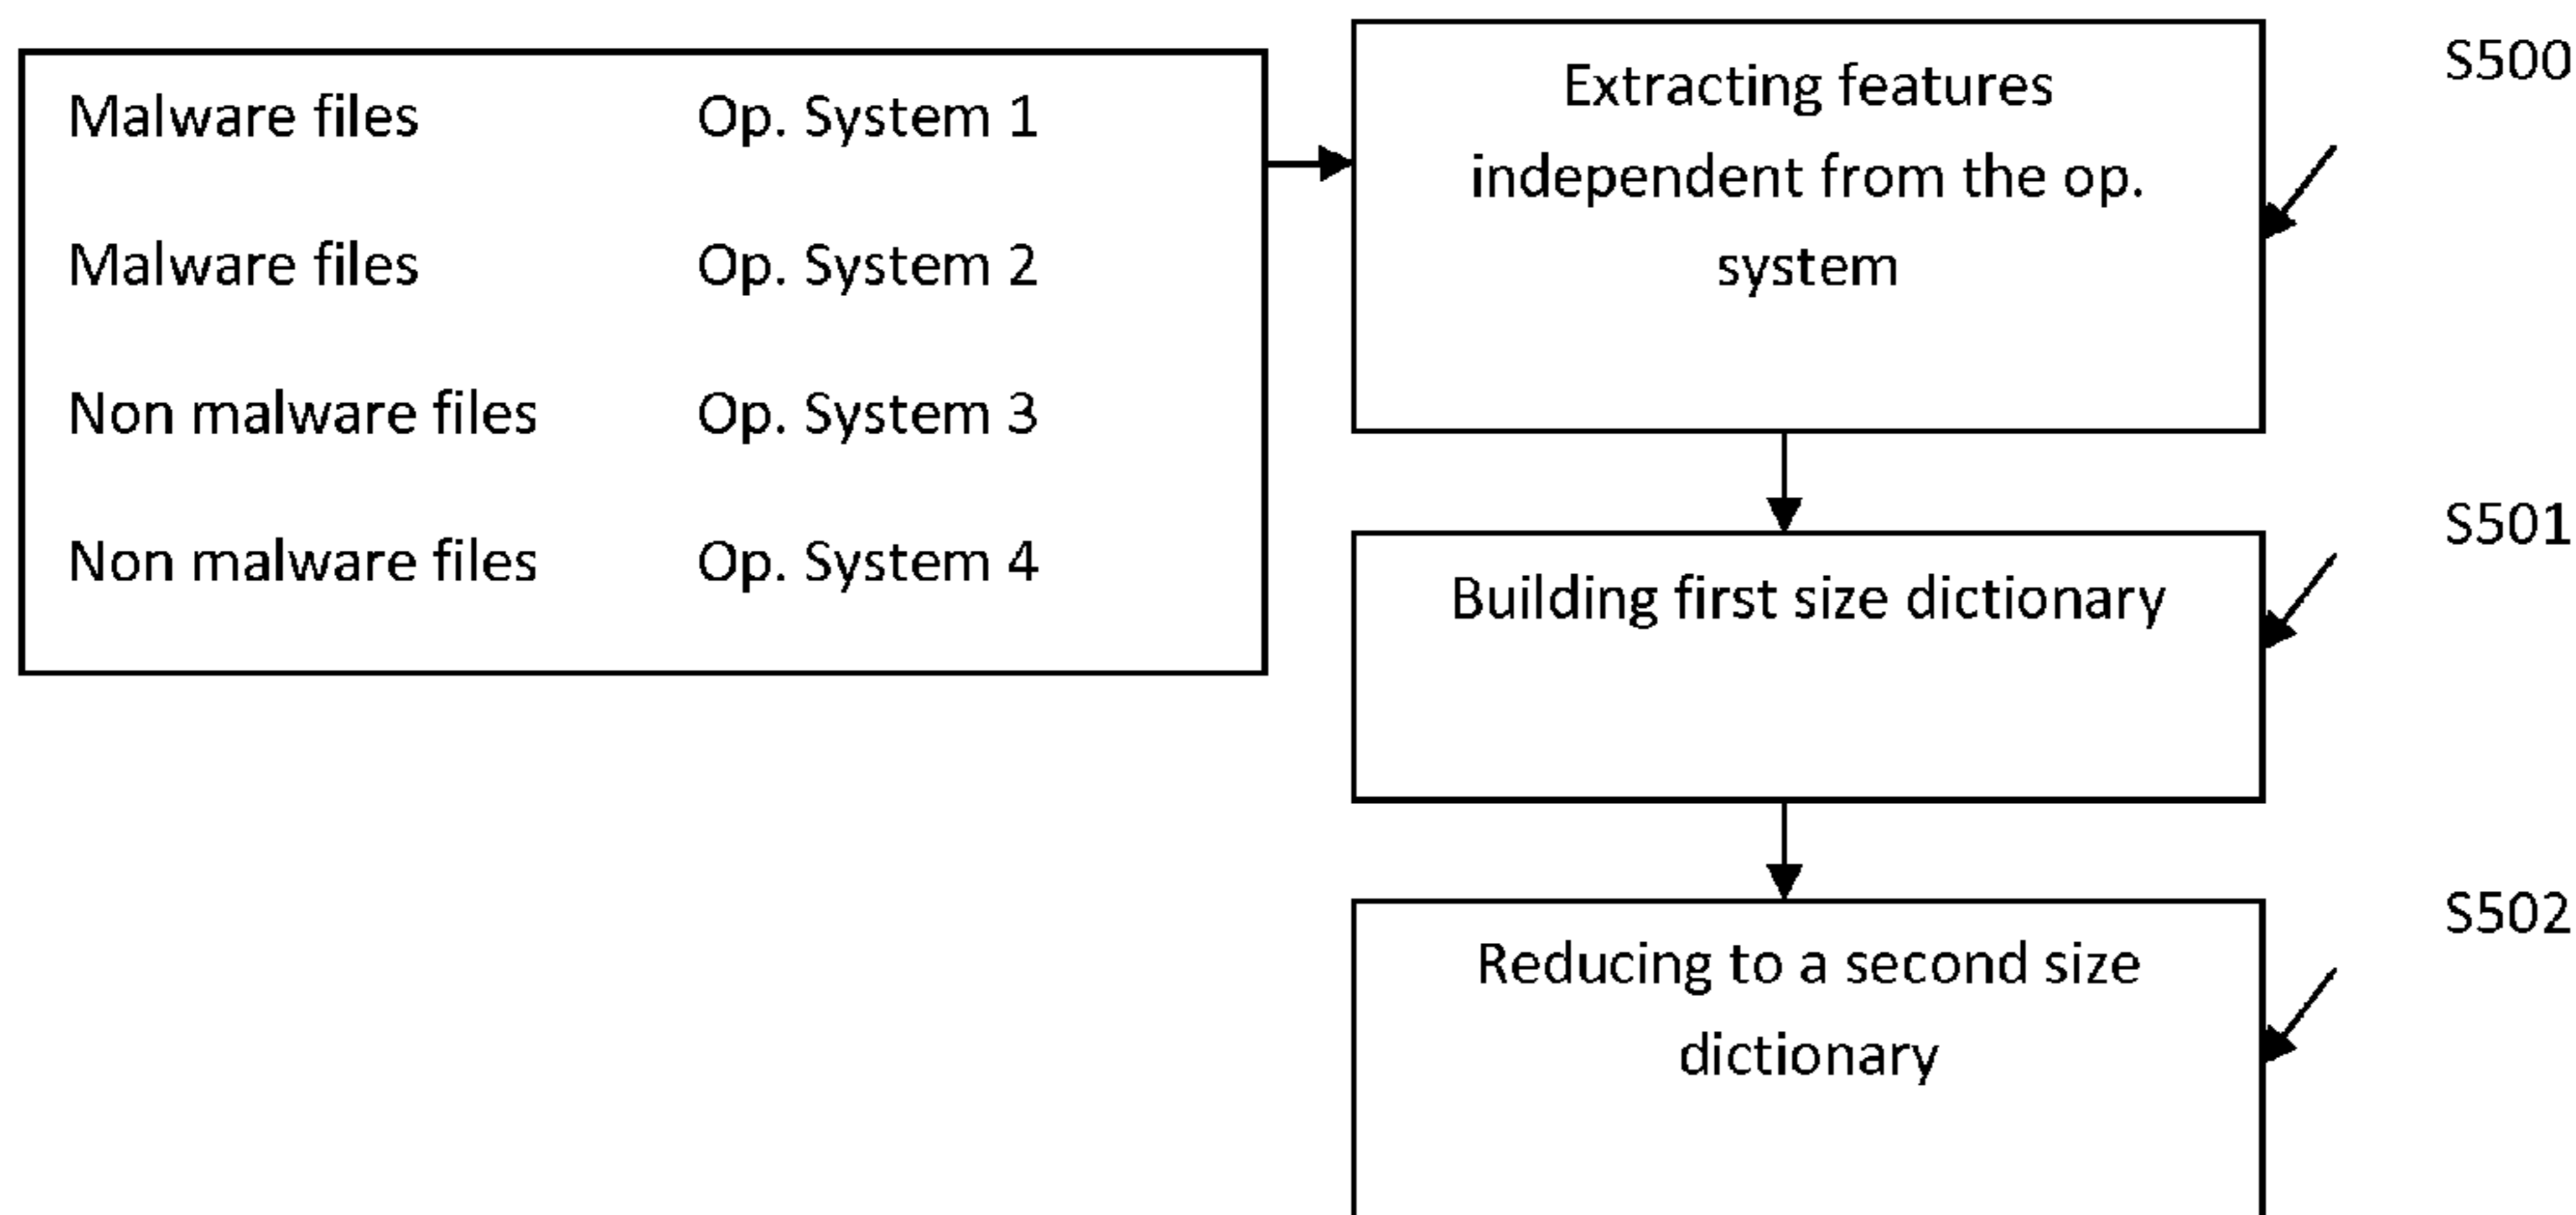 Malware files Op. System 1
Malware files Op. System 2
Non malware files Op. System 3
Non malware files Op. System 4
Extracting features
independent from the op.
system
S500
Building first size dictionary
S501
Reducing to a second size
dictionary
S502